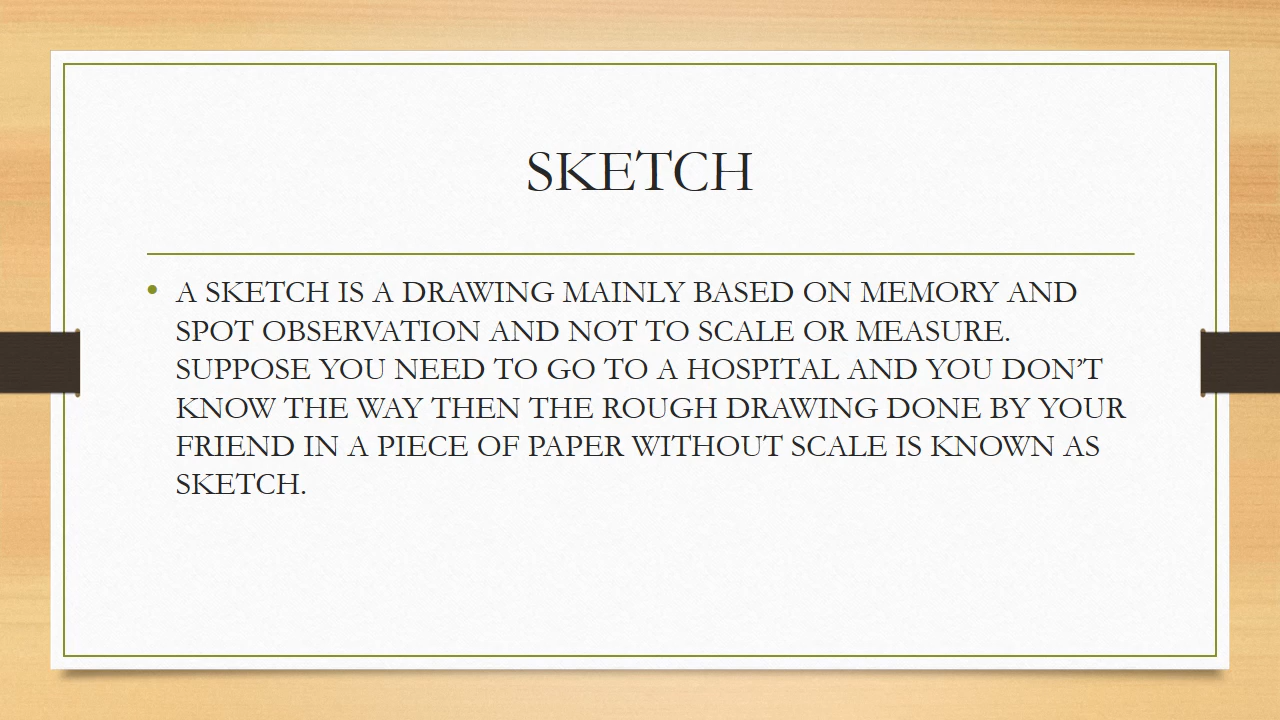 SKETCH
• A SKETCH IS A DRAWING MAINLY BASED ON MEMORY AND
SPOT OBSERVATION AND NOT TO SCALE OR MEASURE.
SUPPOSE YOU NEED TO GO TO A HOSPITAL AND YOU DON’T
KNOW THE WAY THEN THE ROUGH DRAWING DONE BY YOUR
FRIEND IN A PIECE OF PAPER WITHOUT SCALE IS KNOWN AS
SKETCH.